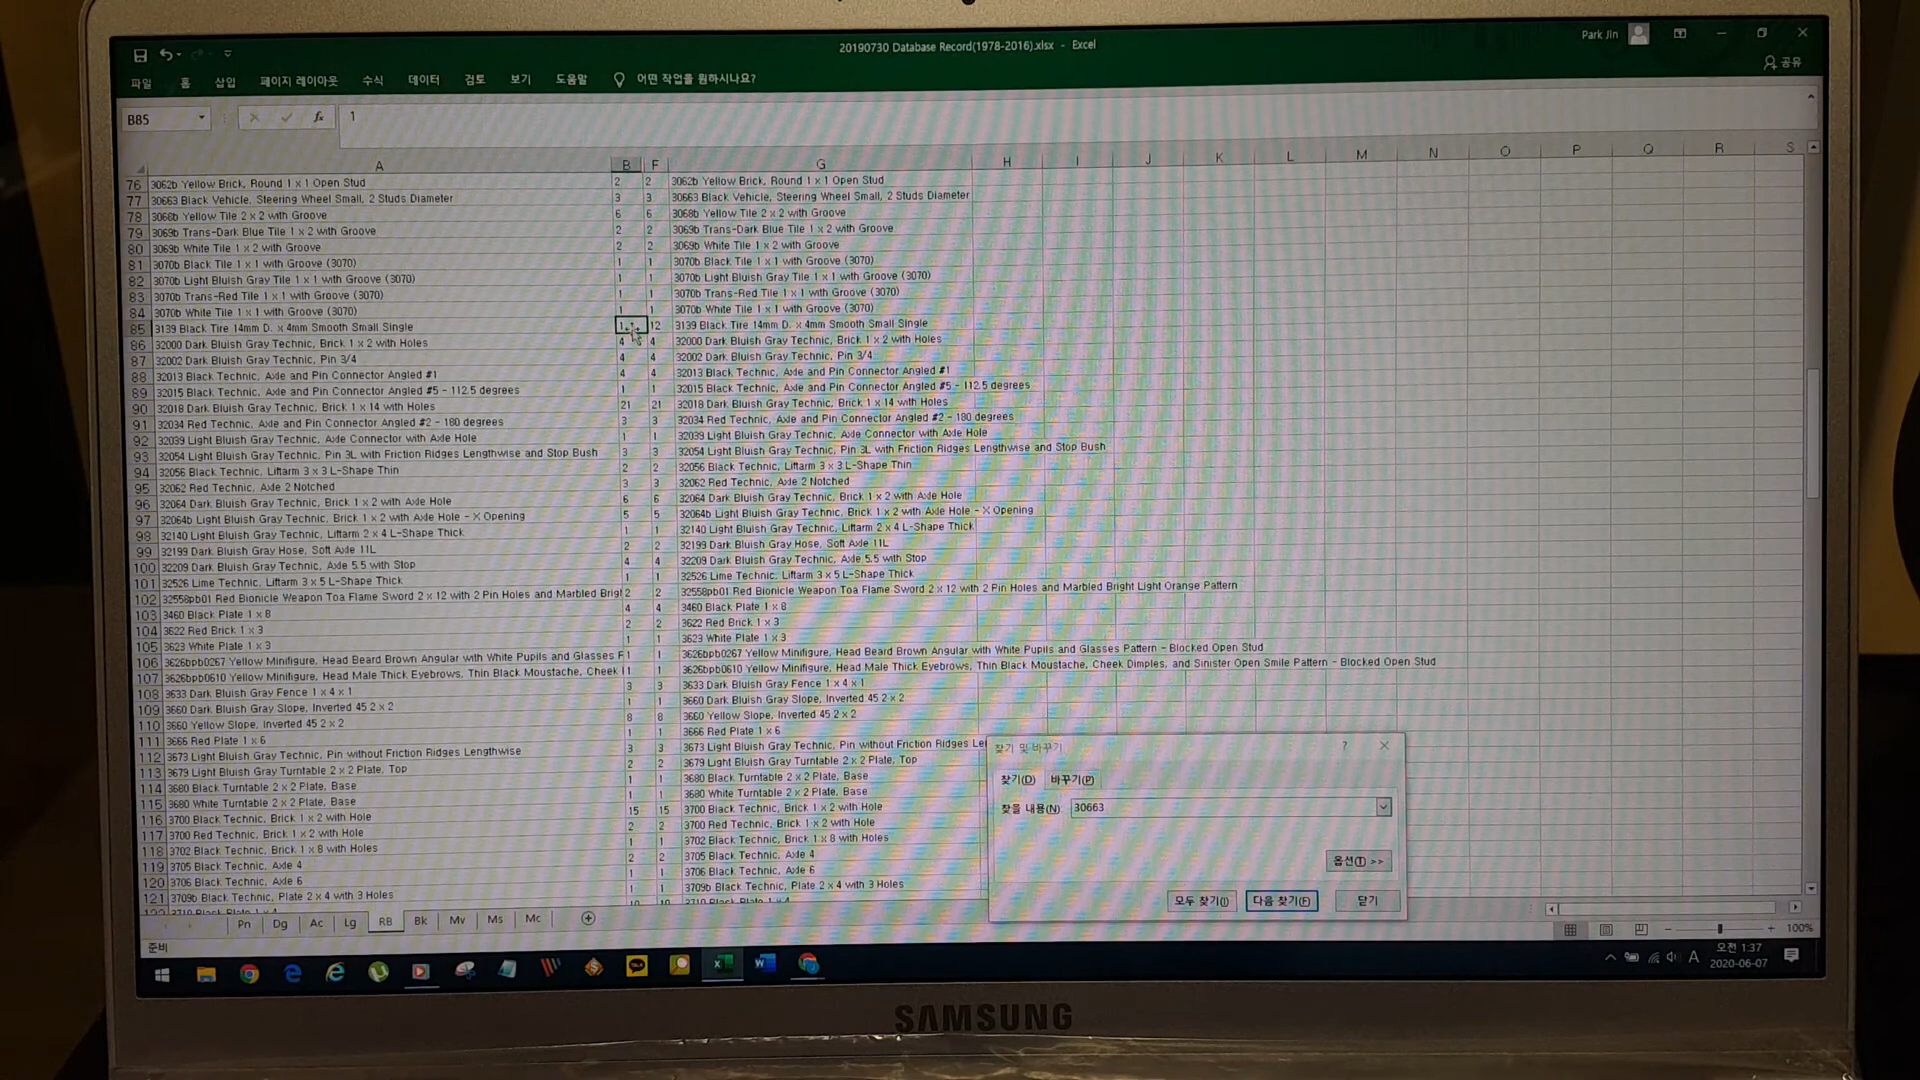 20190730 Database Record(1978-2016).xlsx - Excel
Park Jin
파일 홈 삽입 페이지 레이아웃 수식 데이터 검토 보기 도움말 어떤 작업을 원하시나요?
공유
B85 fx 1
A B F G H I J K L M N O P Q R S
76 3062b Yellow Brick, Round 1 x 1 Open Stud 2 2 3062b Yellow Brick, Round 1 x 1 Open Stud
77 30663 Black Vehicle, Steering Wheel Small, 2 Studs Diameter 3 3 30663 Black Vehicle, Steering Wheel Small, 2 Studs Diameter
78 3068b Yellow Tile 2 x 2 with Groove 6 6 3068b Yellow Tile 2 x 2 with Groove
79 3069b Trans-Dark Blue Tile 1 x 2 with Groove 2 2 3069b Trans-Dark Blue Tile 1 x 2 with Groove
80 3069b White Tile 1 x 2 with Groove 2 2 3069b White Tile 1 x 2 with Groove
81 3070b Black Tile 1 x 1 with Groove (3070) 1 1 3070b Black Tile 1 x 1 with Groove (3070)
82 3070b Light Bluish Gray Tile 1 x 1 with Groove (3070) 1 1 3070b Light Bluish Gray Tile 1 x 1 with Groove (3070)
83 3070b Trans-Red Tile 1 x 1 with Groove (3070) 1 1 3070b Trans-Red Tile 1 x 1 with Groove (3070)
84 3070b White Tile 1 x 1 with Groove (3070) 1 1 3070b White Tile 1 x 1 with Groove (3070)
85 3139 Black Tire 14mm D. x 4mm Smooth Small Single 1 12 3139 Black Tire 14mm D. x 4mm Smooth Small Single
86 32000 Dark Bluish Gray Technic, Brick 1 x 2 with Holes 4 4 32000 Dark Bluish Gray Technic, Brick 1 x 2 with Holes
87 32002 Dark Bluish Gray Technic, Pin 3/4 4 4 32002 Dark Bluish Gray Technic, Pin 3/4
88 32013 Black Technic, Axle and Pin Connector Angled #1 4 4 32013 Black Technic, Axle and Pin Connector Angled #1
89 32015 Black Technic, Axle and Pin Connector Angled #5 - 112.5 degrees 1 1 32015 Black Technic, Axle and Pin Connector Angled #5 - 112.5 degrees
90 32018 Dark Bluish Gray Technic, Brick 1 x 14 with Holes 21 21 32018 Dark Bluish Gray Technic, Brick 1 x 14 with Holes
91 32034 Red Technic, Axle and Pin Connector Angled #2 - 180 degrees 3 3 32034 Red Technic, Axle and Pin Connector Angled #2 - 180 degrees
92 32039 Light Bluish Gray Technic, Axle Connector with Axle Hole 1 1 32039 Light Bluish Gray Technic, Axle Connector with Axle Hole
93 32054 Light Bluish Gray Technic, Pin 3L with Friction Ridges Lengthwise and Stop Bush 3 3 32054 Light Bluish Gray Technic, Pin 3L with Friction Ridges Lengthwise and Stop Bush
94 32056 Black Technic, Liftarm 3 x 3 L-Shape Thin 2 2 32056 Black Technic, Liftarm 3 x 3 L-Shape Thin
95 32062 Red Technic, Axle 2 Notched 3 3 32062 Red Technic, Axle 2 Notched
96 32064 Dark Bluish Gray Technic, Brick 1 x 2 with Axle Hole 6 6 32064 Dark Bluish Gray Technic, Brick 1 x 2 with Axle Hole
97 32064b Light Bluish Gray Technic, Brick 1 x 2 with Axle Hole - X Opening 5 5 32064b Light Bluish Gray Technic, Brick 1 x 2 with Axle Hole - X Opening
98 32140 Light Bluish Gray Technic, Liftarm 2 x 4 L-Shape Thick 1 1 32140 Light Bluish Gray Technic, Liftarm 2 x 4 L-Shape Thick
99 32199 Dark Bluish Gray Hose, Soft Axle 11L 2 2 32199 Dark Bluish Gray Hose, Soft Axle 11L
100 32209 Dark Bluish Gray Technic, Axle 5.5 with Stop 4 4 32209 Dark Bluish Gray Technic, Axle 5.5 with Stop
101 32526 Lime Technic, Liftarm 3 x 5 L-Shape Thick 1 1 32526 Lime Technic, Liftarm 3 x 5 L-Shape Thick
102 32558pb01 Red Bionicle Weapon Toa Flame Sword 2 x 12 with 2 Pin Holes and Marbled Brigl 2 2 32558pb01 Red Bionicle Weapon Toa Flame Sword 2 x 12 with 2 Pin Holes and Marbled Bright Light Orange Pattern
103 3460 Black Plate 1 x 8 4 4 3460 Black Plate 1 x 8
104 3622 Red Brick 1 x 3 2 2 3622 Red Brick 1 x 3
105 3623 White Plate 1 x 3 1 1 3623 White Plate 1 x 3
106 3626bpb0267 Yellow Minifigure, Head Beard Brown Angular with White Pupils and Glasses F 1 1 3626bpb0267 Yellow Minifigure, Head Beard Brown Angular with White Pupils and Glasses Pattern - Blocked Open Stud
107 3626bpb0610 Yellow Minifigure, Head Male Thick Eyebrows, Thin Black Moustache, Cheek 1 1 3626bpb0610 Yellow Minifigure, Head Male Thick Eyebrows, Thin Black Moustache, Cheek Dimples, and Sinister Open Smile Pattern - Blocked Open Stud
108 3633 Dark Bluish Gray Fence 1 x 4 x 1 3 3 3633 Dark Bluish Gray Fence 1 x 4 x 1
109 3660 Dark Bluish Gray Slope, Inverted 45 2 x 2 1 1 3660 Dark Bluish Gray Slope, Inverted 45 2 x 2
110 3660 Yellow Slope, Inverted 45 2 x 2 8 8 3660 Yellow Slope, Inverted 45 2 x 2
111 3666 Red Plate 1 x 6 1 1 3666 Red Plate 1 x 6
112 3673 Light Bluish Gray Technic, Pin without Friction Ridges Lengthwise 3 3 3673 Light Bluish Gray Technic, Pin without Friction Ridges Le
113 3679 Light Bluish Gray Turntable 2 x 2 Plate, Top 2 2 3679 Light Bluish Gray Turntable 2 x 2 Plate, Top
114 3680 Black Turntable 2 x 2 Plate, Base 1 1 3680 Black Turntable 2 x 2 Plate, Base
115 3680 White Turntable 2 x 2 Plate, Base 1 1 3680 White Turntable 2 x 2 Plate, Base
116 3700 Black Technic, Brick 1 x 2 with Hole 15 15 3700 Black Technic, Brick 1 x 2 with Hole
117 3700 Red Technic, Brick 1 x 2 with Hole 2 2 3700 Red Technic, Brick 1 x 2 with Hole
118 3702 Black Technic, Brick 1 x 8 with Holes 1 1 3702 Black Technic, Brick 1 x 8 with Holes
119 3705 Black Technic, Axle 4 2 2 3705 Black Technic, Axle 4
120 3706 Black Technic, Axle 6 1 1 3706 Black Technic, Axle 6
121 3709b Black Technic, Plate 2 x 4 with 3 Holes 1 1 3709b Black Technic, Plate 2 x 4 with 3 Holes
122 3710 Black Plate 1 x 4 10 10 3710 Black Plate 1 x 4
찾기 및 바꾸기 ?
찾기(D) 바꾸기(P)
찾을 내용(N): 30663
옵션(T) >>
모두 찾기(I) 다음 찾기(F) 닫기
Pn Dg Ac Lg RB Bk Mv Ms Mc
준비 100%
TALK A 오전 1:37
2020-06-07
SAMSUNG